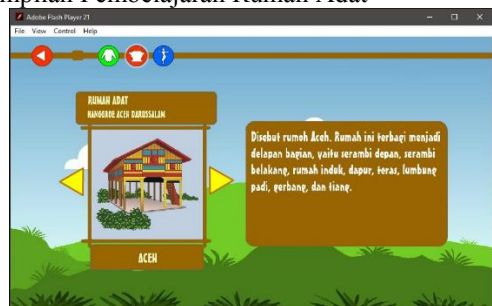 Tampilan Pembelajaran Rumah Adat
Adobe Flash Player 21
File View Control Help
RUMAH ADAT
NANGGROE ACEH DARUSSALAM
Disebut rumoh Aceh. Rumah ini terbagi menjadi
delapan bagian, yaitu serambi depan, serambi
belakang, rumah induk, dapur, teras, lumbung
padi, gerbang, dan tiang.
ACEH